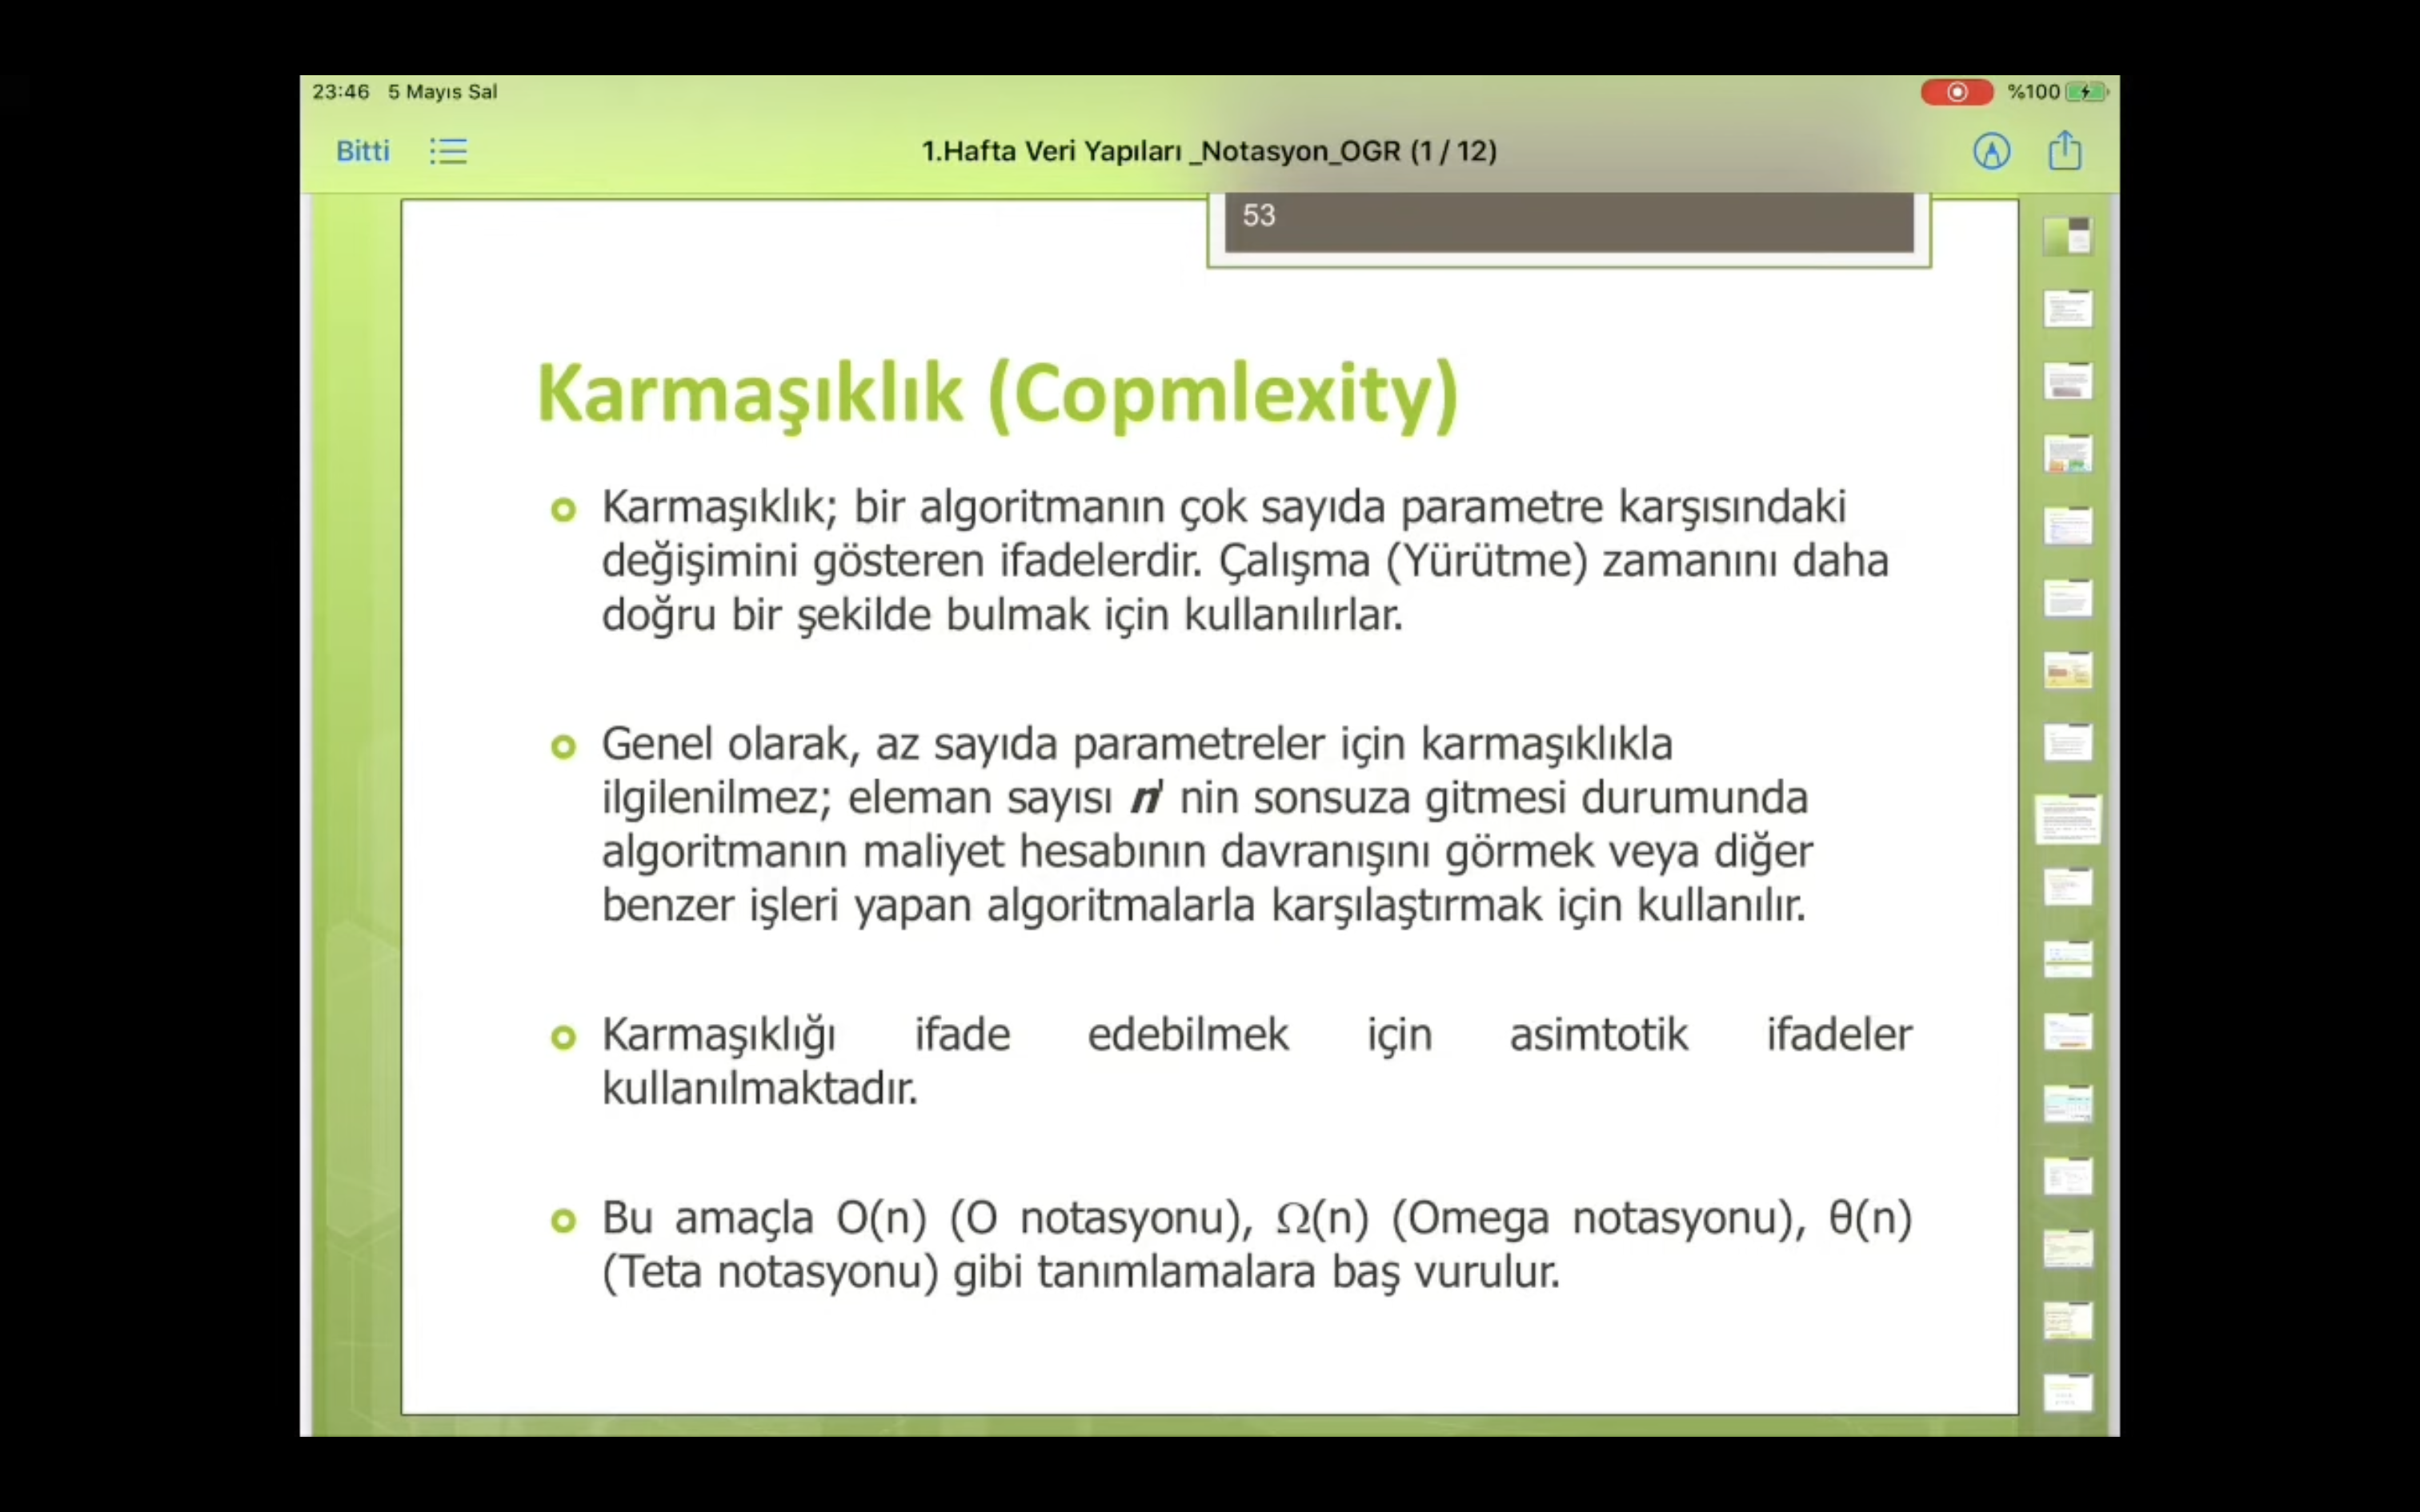 23:46 5 Mayıs Sal
%100
Bitti
1.Hafta Veri Yapıları _Notasyon_OGR (1 / 12)
53
Karmaşıklık (Copmlexity)
Karmaşıklık; bir algoritmanın çok sayıda parametre karşısındaki
değişimini gösteren ifadelerdir. Çalışma (Yürütme) zamanını daha
doğru bir şekilde bulmak için kullanılırlar.
Genel olarak, az sayıda parametreler için karmaşıklıkla
ilgilenilmez; eleman sayısı n' nin sonsuza gitmesi durumunda
algoritmanın maliyet hesabının davranışını görmek veya diğer
benzer işleri yapan algoritmalarla karşılaştırmak için kullanılır.
Karmaşıklığı ifade edebilmek için asimtotik ifadeler
kullanılmaktadır.
Bu amaçla O(n) (O notasyonu), Ω(n) (Omega notasyonu), θ(n)
(Teta notasyonu) gibi tanımlamalara baş vurulur.